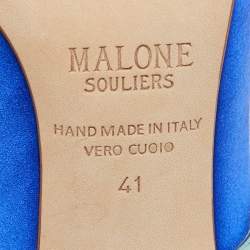 MALONE
SOULIERS
HAND MADE IN ITALY
VERO CUOIO
41